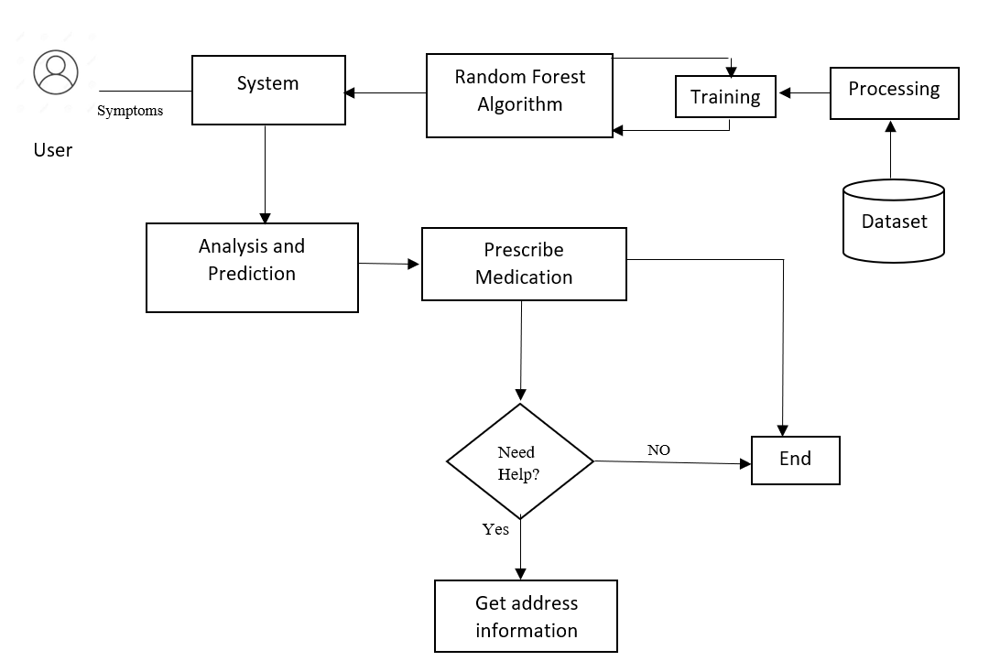 System
Random Forest
Algorithm
Training
Processing
Symptoms
User
Dataset
Analysis and
Prediction
Prescribe
Medication
Need
Help?
NO
End
Yes
Get address
information